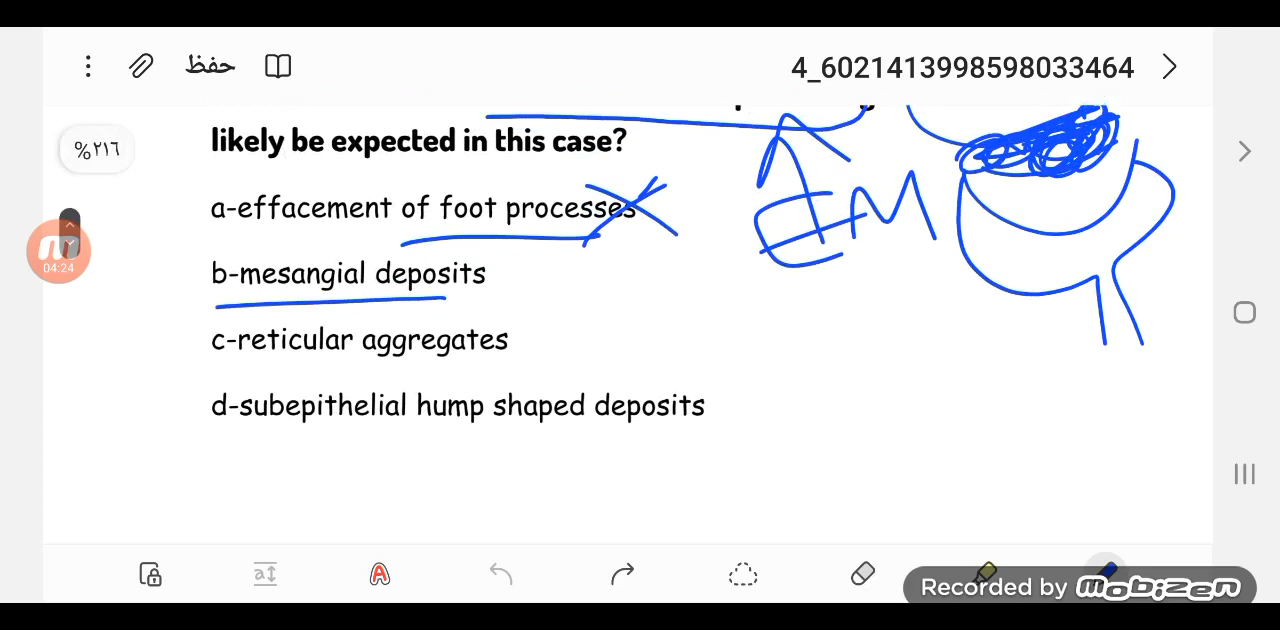 حفظ
4_6021413998598033464
%٢١٦
likely be expected in this case?
a-effacement of foot processes
EM
b-mesangial deposits
04:24
c-reticular aggregates
d-subepithelial hump shaped deposits
Recorded by mobizen